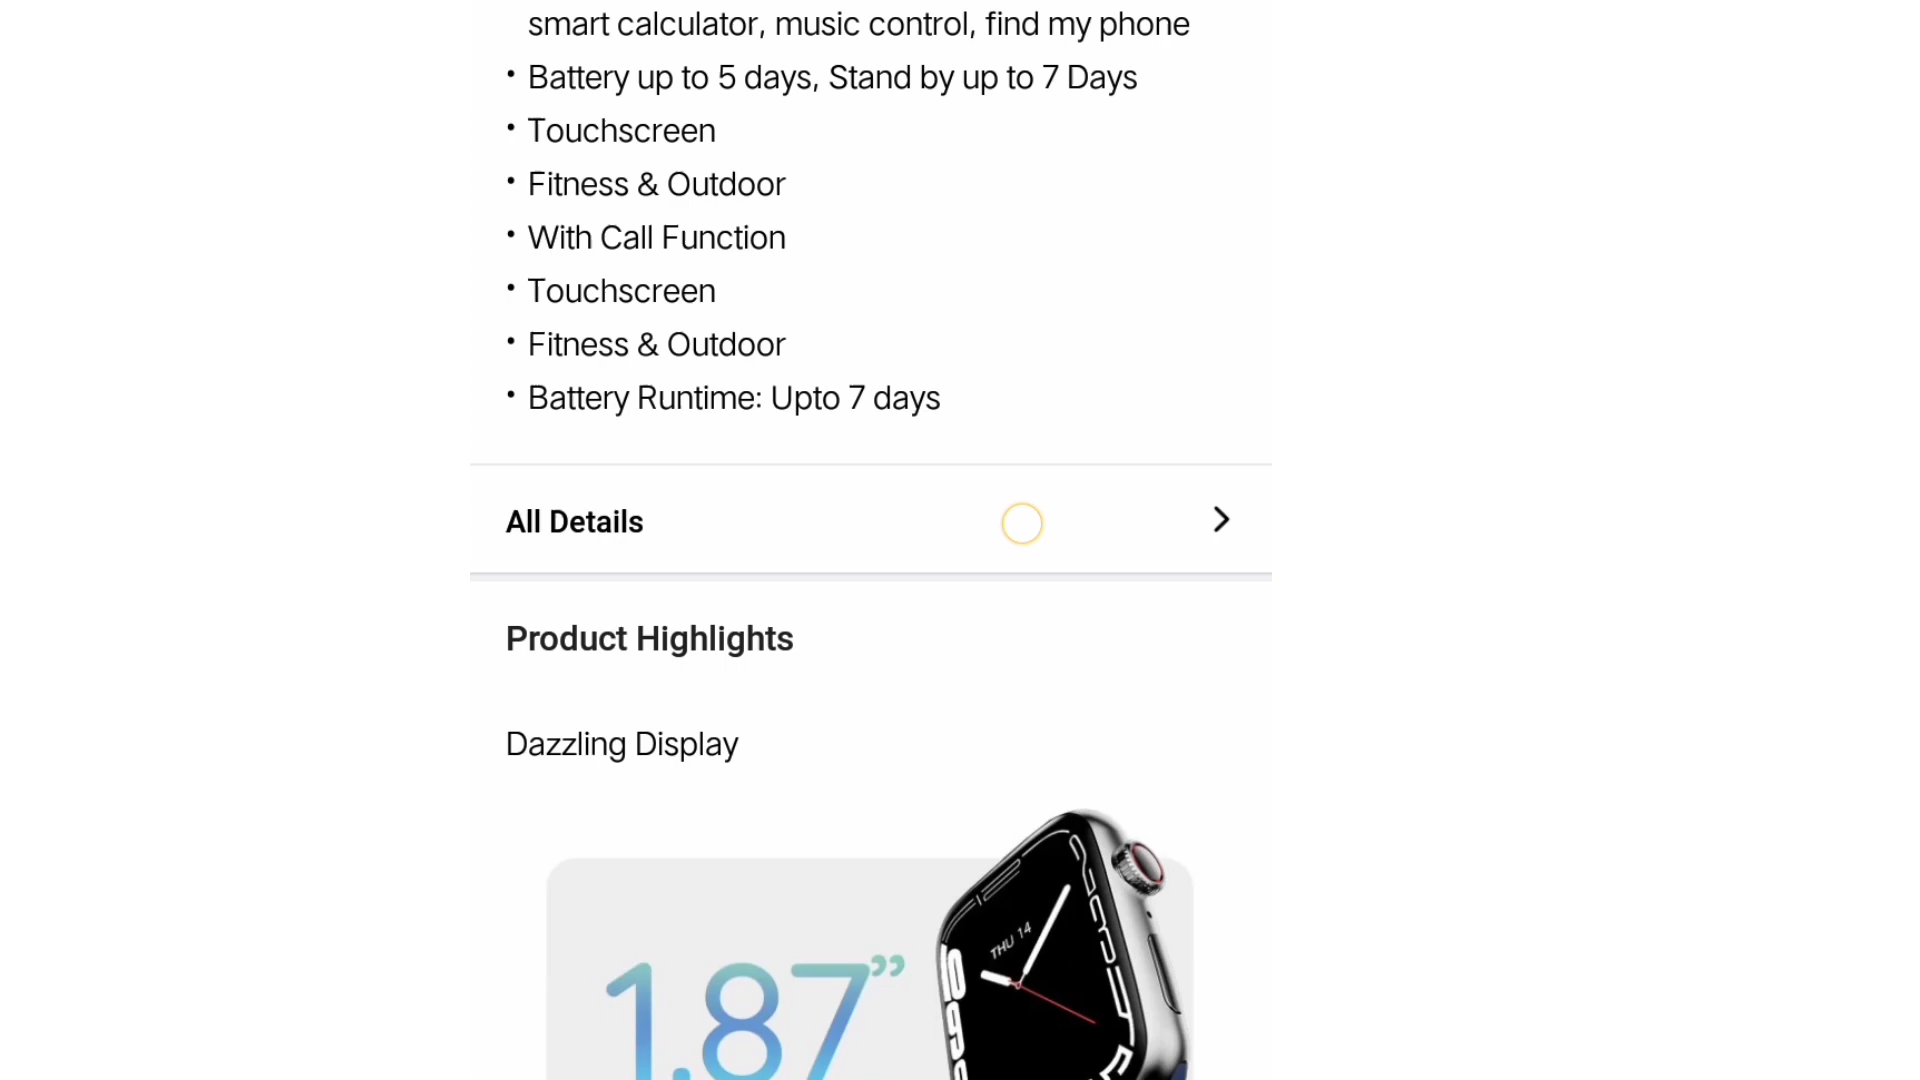 smart calculator, music control, find my phone
• Battery up to 5 days, Stand by up to 7 Days
• Touchscreen
• Fitness & Outdoor
• With Call Function
• Touchscreen
• Fitness & Outdoor
• Battery Runtime: Upto 7 days
All Details
Product Highlights
Dazzling Display
THU 14
1.87”